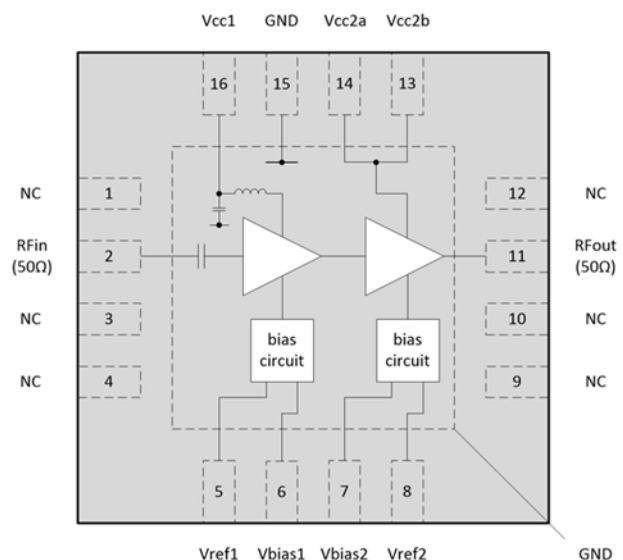 Vcc1 GND Vcc2a Vcc2b
16 15 14 13
NC 1 12 NC
RFin
(50Ω)
2 11
RFout
(50Ω)
NC 3 10 NC
NC 4 9 NC
bias
circuit
bias
circuit
5 6 7 8
Vref1 Vbias1 Vbias2 Vref2 GND